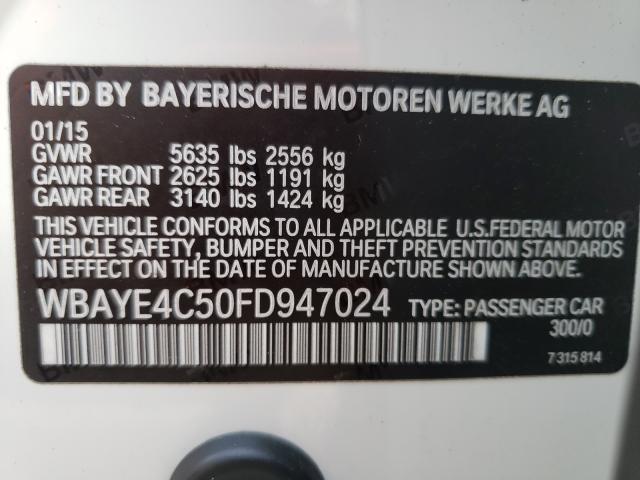 MFD BY BAYERISCHE MOTOREN WERKE AG
01/15
GVWR 5635 lbs 2556 kg
GAWR FRONT 2625 lbs 1191 kg
GAWR REAR 3140 lbs 1424 kg
THIS VEHICLE CONFORMS TO ALL APPLICABLE U.S.FEDERAL MOTOR
VEHICLE SAFETY, BUMPER AND THEFT PREVENTION STANDARDS
IN EFFECT ON THE DATE OF MANUFACTURE SHOWN ABOVE.
WBAYE4C50FD947024 TYPE: PASSENGER CAR
300/0
7 315 814